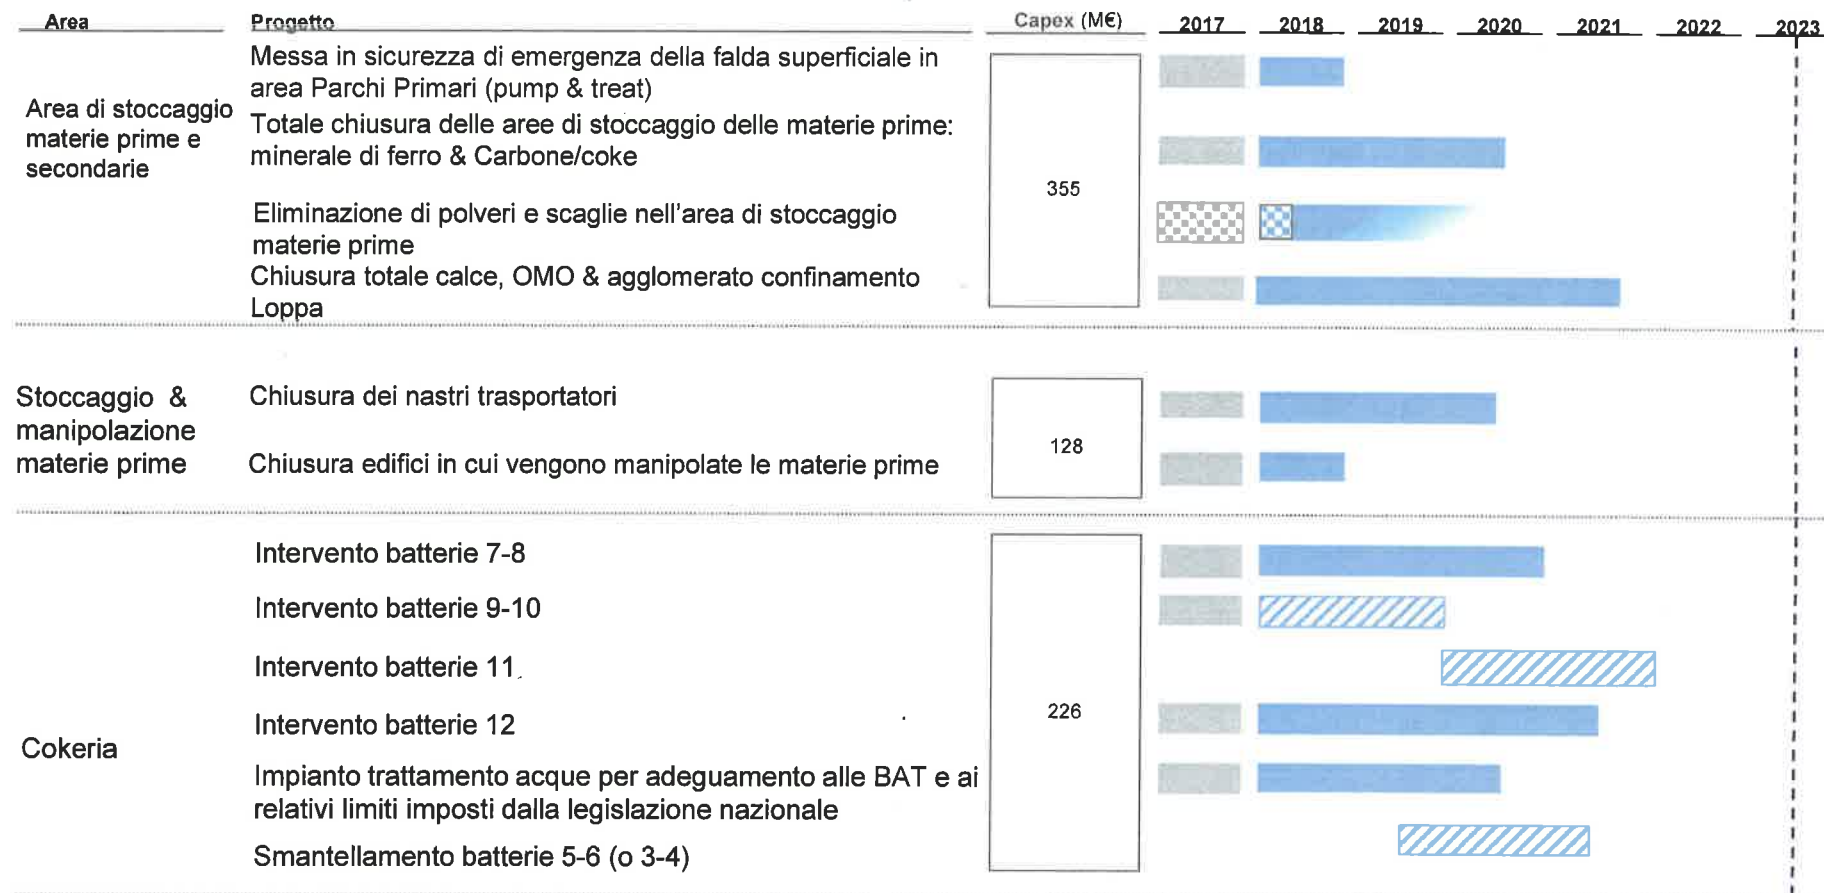 Area Progetto Capex (M€) 2017 2018 2019 2020 2021 2022 2023
Messa in sicurezza di emergenza della falda superficiale in
area Parchi Primari (pump & treat)
Area di stoccaggio
materie prime e
secondarie
Totale chiusura delle aree di stoccaggio delle materie prime:
minerale di ferro & Carbone/coke
355
Eliminazione di polveri e scaglie nell'area di stoccaggio
materie prime
Chiusura totale calce, OMO & agglomerato confinamento
Loppa
Stoccaggio &
manipolazione
materie prime
Chiusura dei nastri trasportatori
128
Chiusura edifici in cui vengono manipolate le materie prime
Cokeria
Intervento batterie 7-8
Intervento batterie 9-10
Intervento batterie 11
226
Intervento batterie 12
Impianto trattamento acque per adeguamento alle BAT e ai
relativi limiti imposti dalla legislazione nazionale
Smantellamento batterie 5-6 (o 3-4)